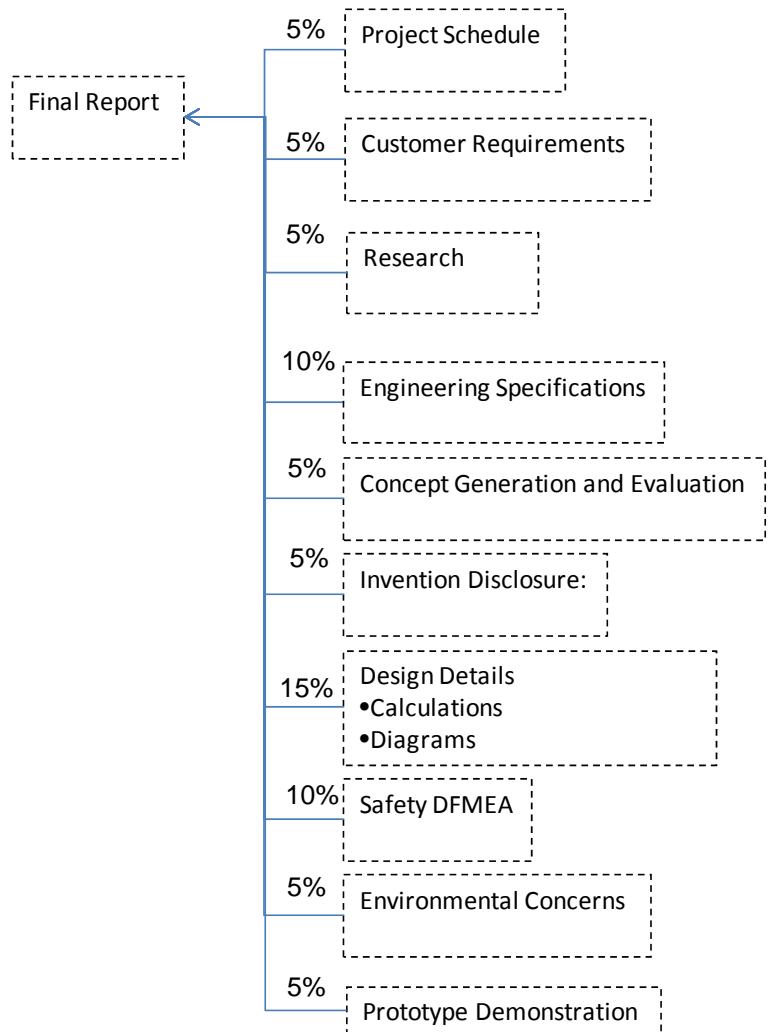 5%
Project Schedule
Final Report
5%
Customer Requirements
5%
Research
10%
Engineering Specifications
5%
Concept Generation and Evaluation
5%
Invention Disclosure:
15%
Design Details
•Calculations
•Diagrams
10%
Safety DFMEA
5%
Environmental Concerns
5%
Prototype Demonstration